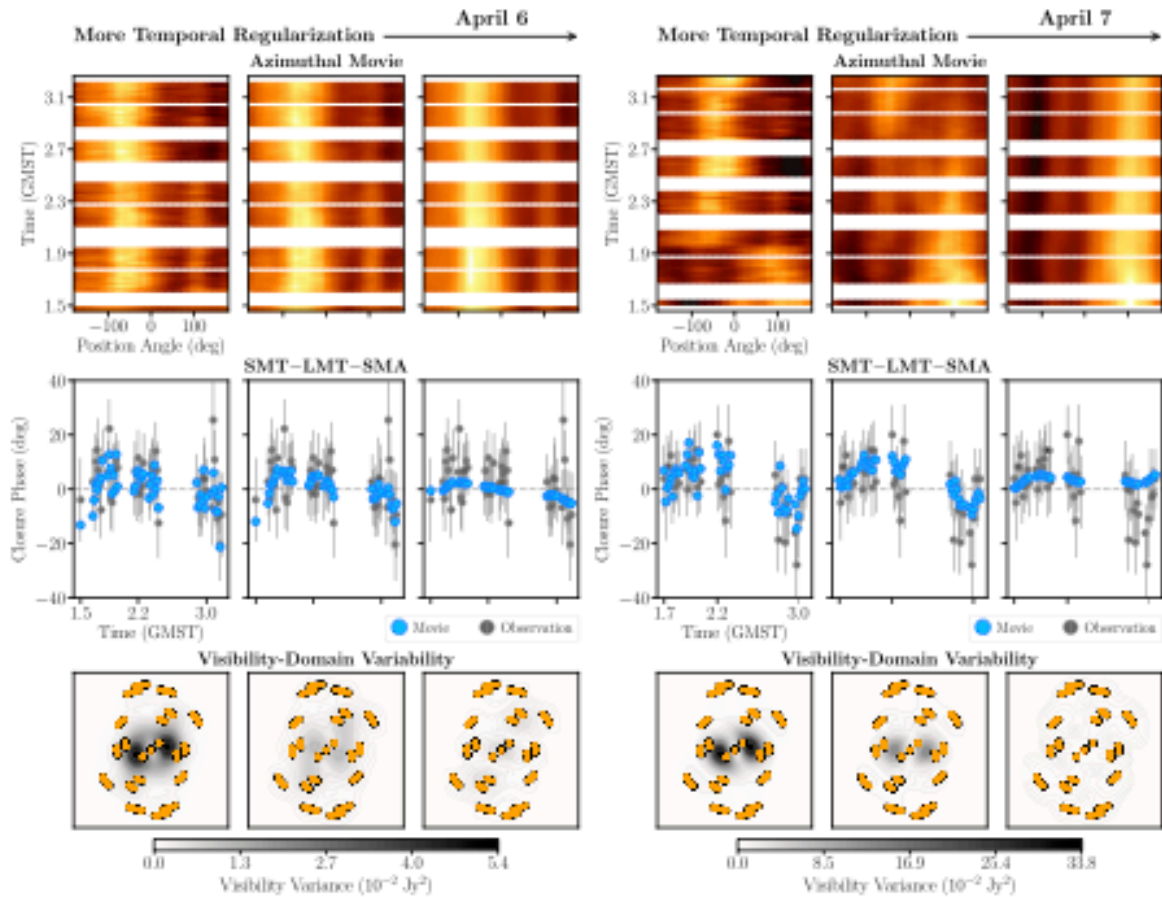 April 6
More Temporal Regularization
Azimuthal Movie
Time (GMST)
3.1
2.7
2.3
1.9
1.5
−100 0 100
Position Angle (deg)
SMT−LMT−SMA
Closure Phase (deg)
40
20
0
−20
−40
1.5 2.2 3.0
Time (GMST)
Movie Observation
Visibility-Domain Variability
0.0 1.3 2.7 4.0 5.4
Visibility Variance (10⁻² Jy²)
April 7
More Temporal Regularization
Azimuthal Movie
Time (GMST)
3.1
2.7
2.3
1.9
1.5
−100 0 100
Position Angle (deg)
SMT−LMT−SMA
Closure Phase (deg)
40
20
0
−20
−40
1.7 2.2 3.0
Time (GMST)
Movie Observation
Visibility-Domain Variability
0.0 8.5 16.9 25.4 33.8
Visibility Variance (10⁻² Jy²)